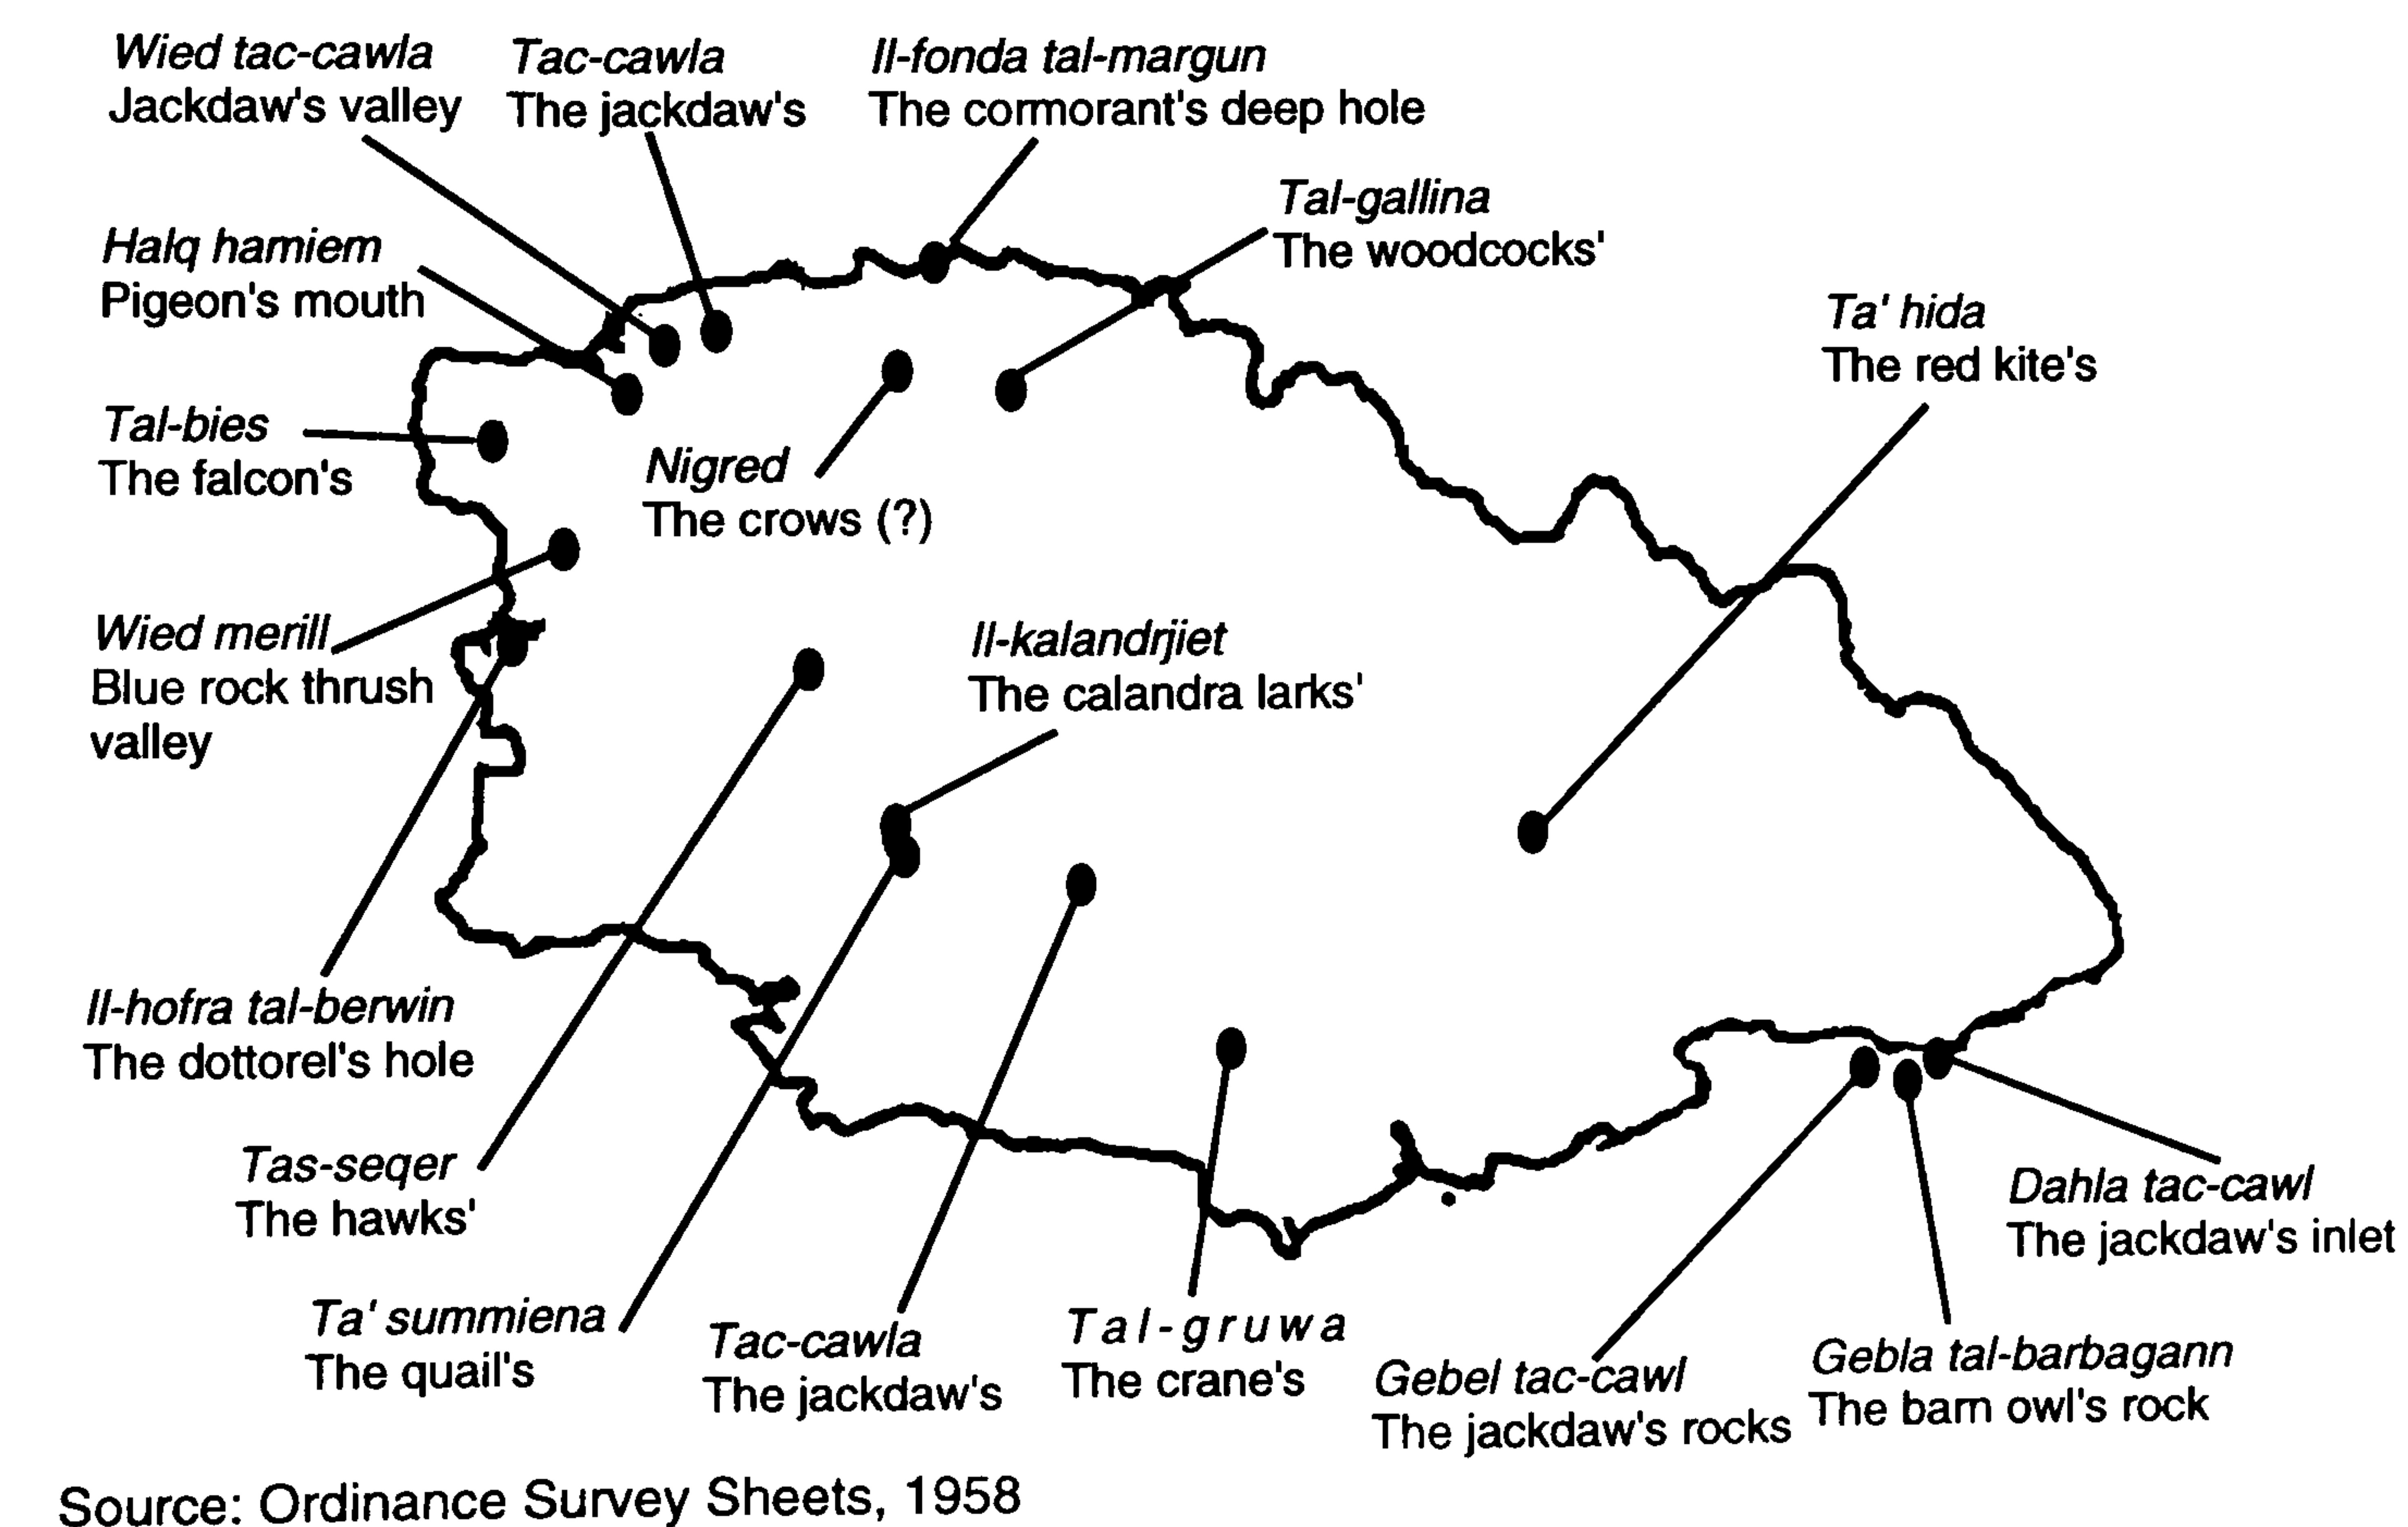 Wied tac-cawla
Jackdaw's valley
Tac-cawla
The jackdaw's
Il-fonda tal-margun
The cormorant's deep hole
Tal-gallina
The woodcocks'
Halq hamiem
Pigeon's mouth
Ta' hida
The red kite's
Tal-bies
The falcon's
Nigred
The crows (?)
Wied merill
Blue rock thrush
valley
Il-kalandrjiet
The calandra larks'
Il-hofra tal-berwin
The dottorel's hole
Tas-seqer
The hawks'
Dahla tac-cawl
The jackdaw's inlet
Ta' summiena
The quail's
Tac-cawla
The jackdaw's
Tal-gruwa
The crane's
Gebel tac-cawl
The jackdaw's rocks
Gebla tal-barbagann
The barn owl's rock
Source: Ordinance Survey Sheets, 1958